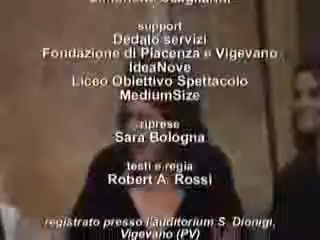 support
Dedalo servizi
Fondazione di Piacenza e Vigevano
IdeaNove
Liceo Obiettivo Spettacolo
MediumSize
riprese
Sara Bologna
testi e regia
Robert A. Rossi
registrato presso l'auditorium S. Dionigi,
Vigevano (PV)